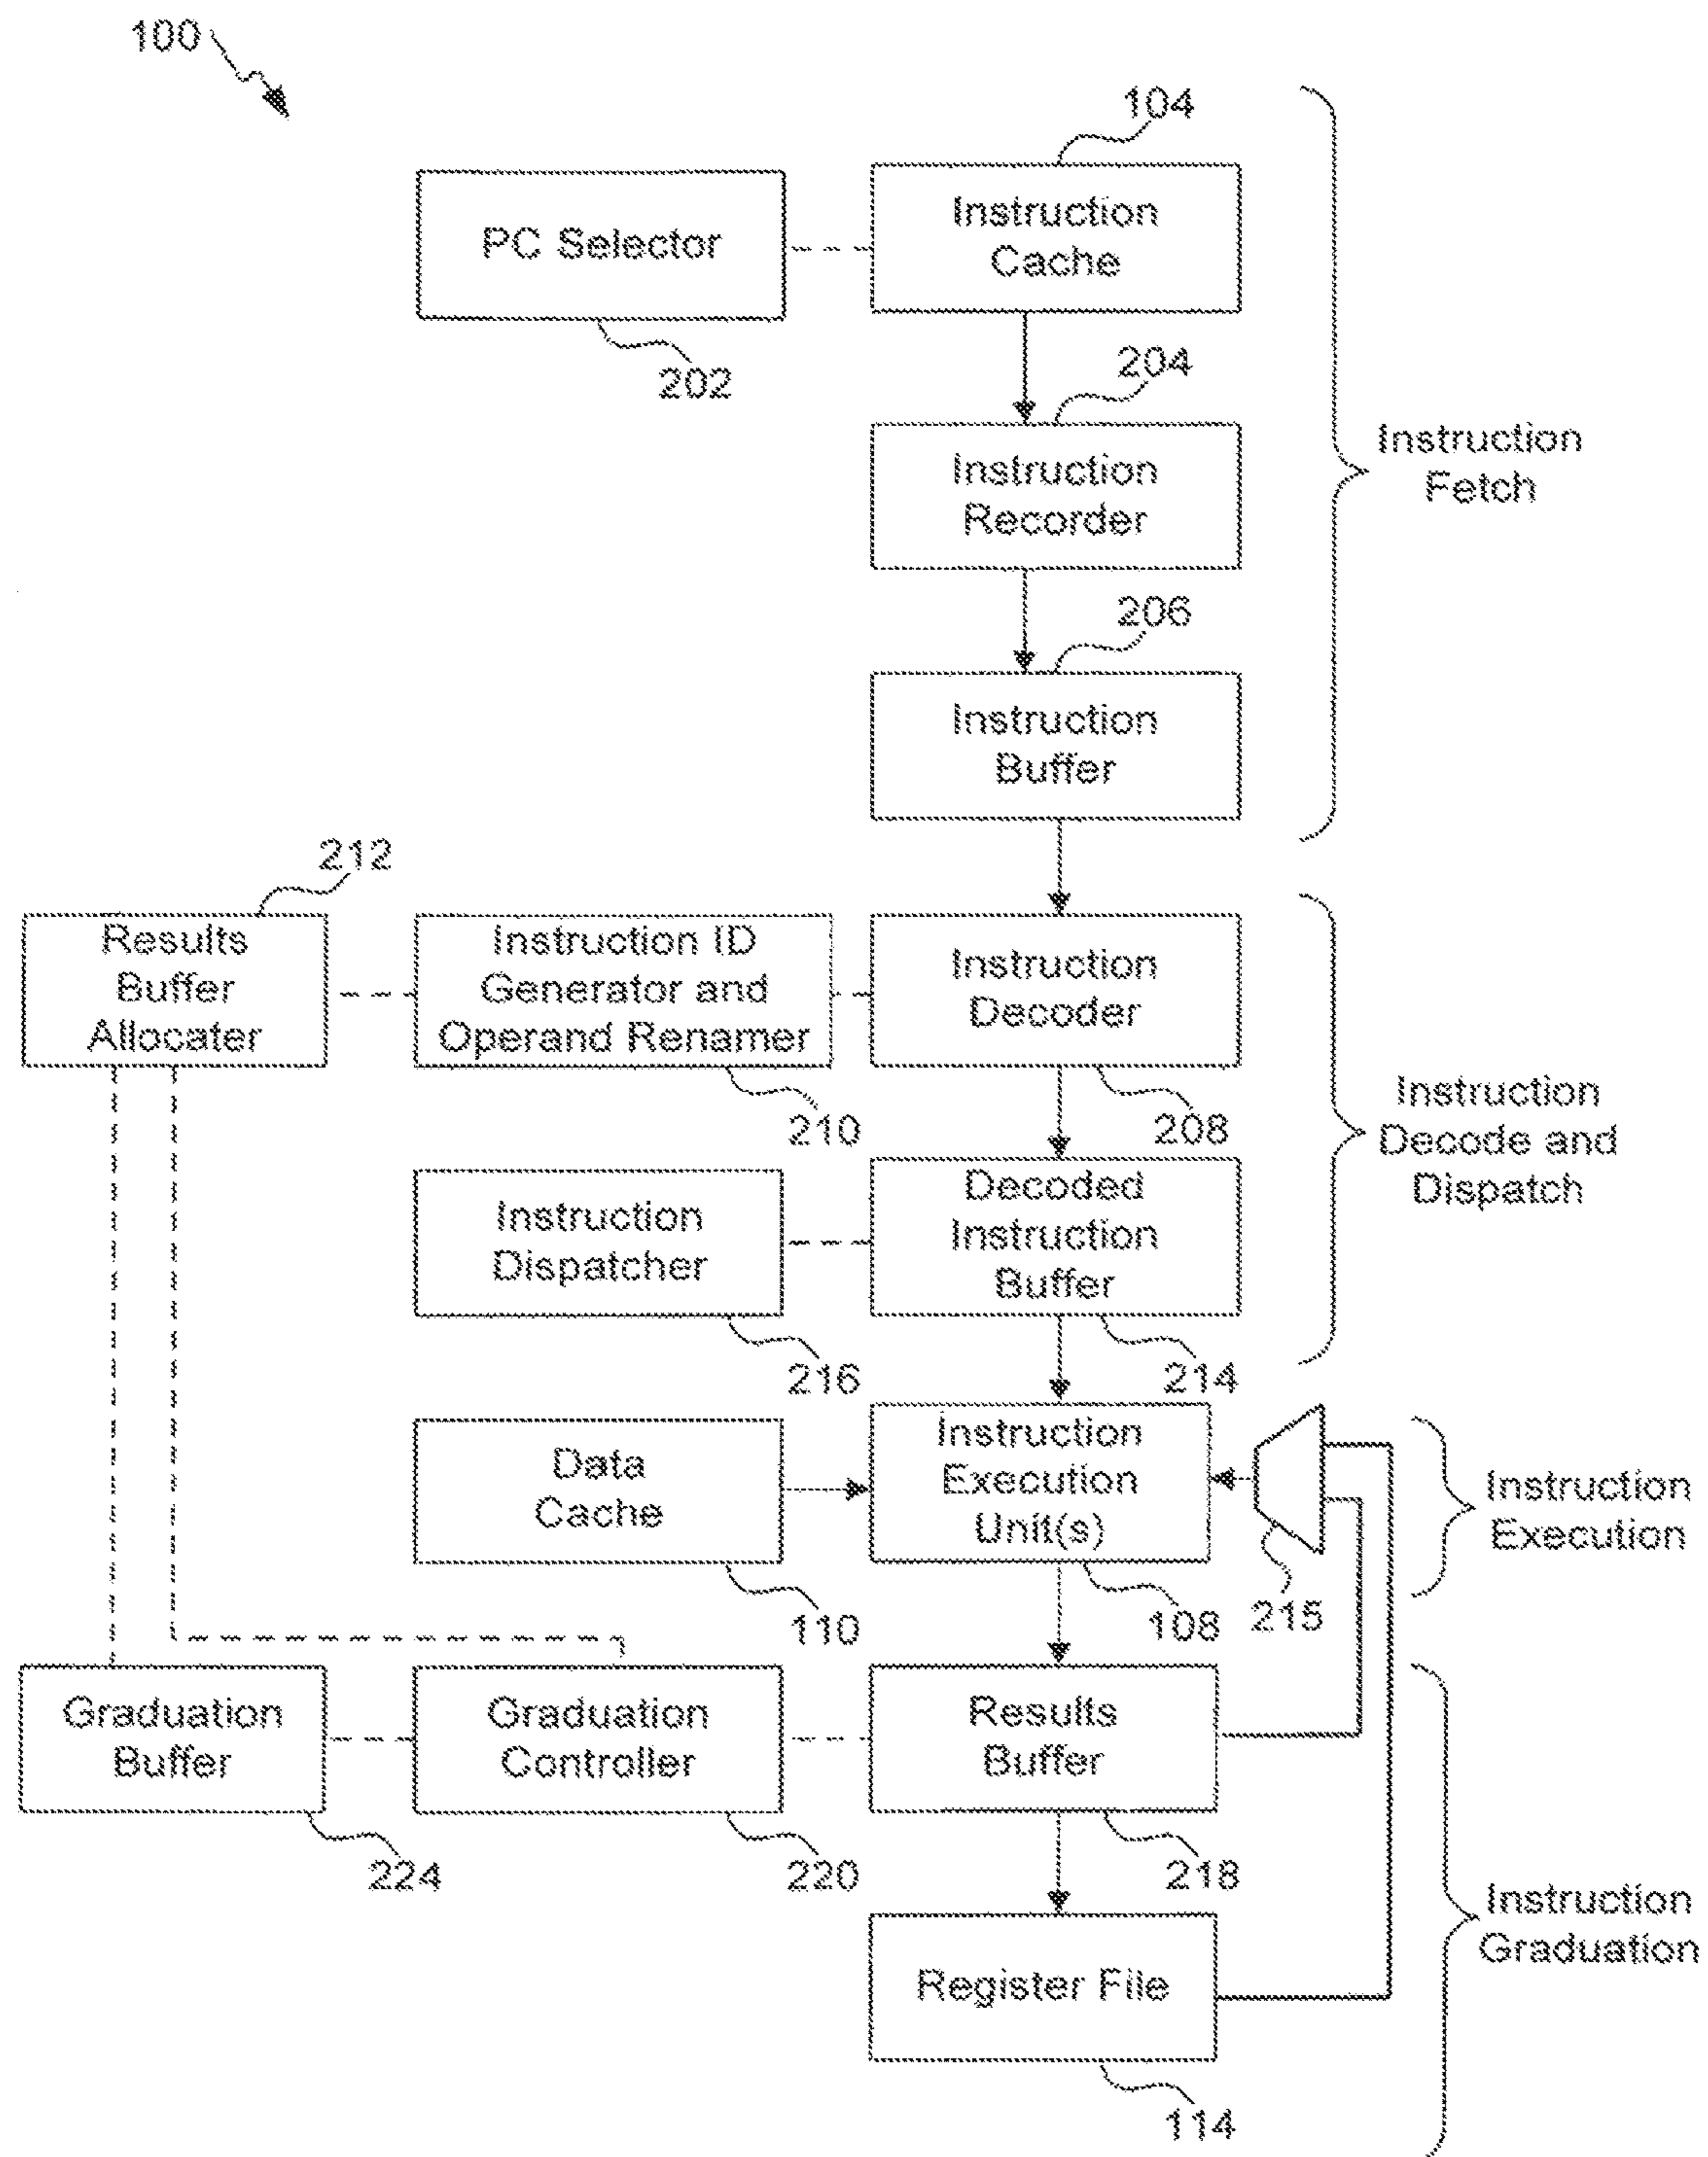 100
104
PC Selector
Instruction
Cache
202
204
Instruction
Recorder
Instruction
Fetch
206
Instruction
Buffer
212
Results
Buffer
Allocater
Instruction ID
Generator and
Operand Renamer
Instruction
Decoder
210
208
Instruction
Decode and
Dispatch
Instruction
Dispatcher
Decoded
Instruction
Buffer
216
214
Data
Cache
Instruction
Execution
Unit(s)
Instruction
Execution
110
108
215
Graduation
Buffer
Graduation
Controller
Results
Buffer
224
220
218
Instruction
Graduation
Register File
114